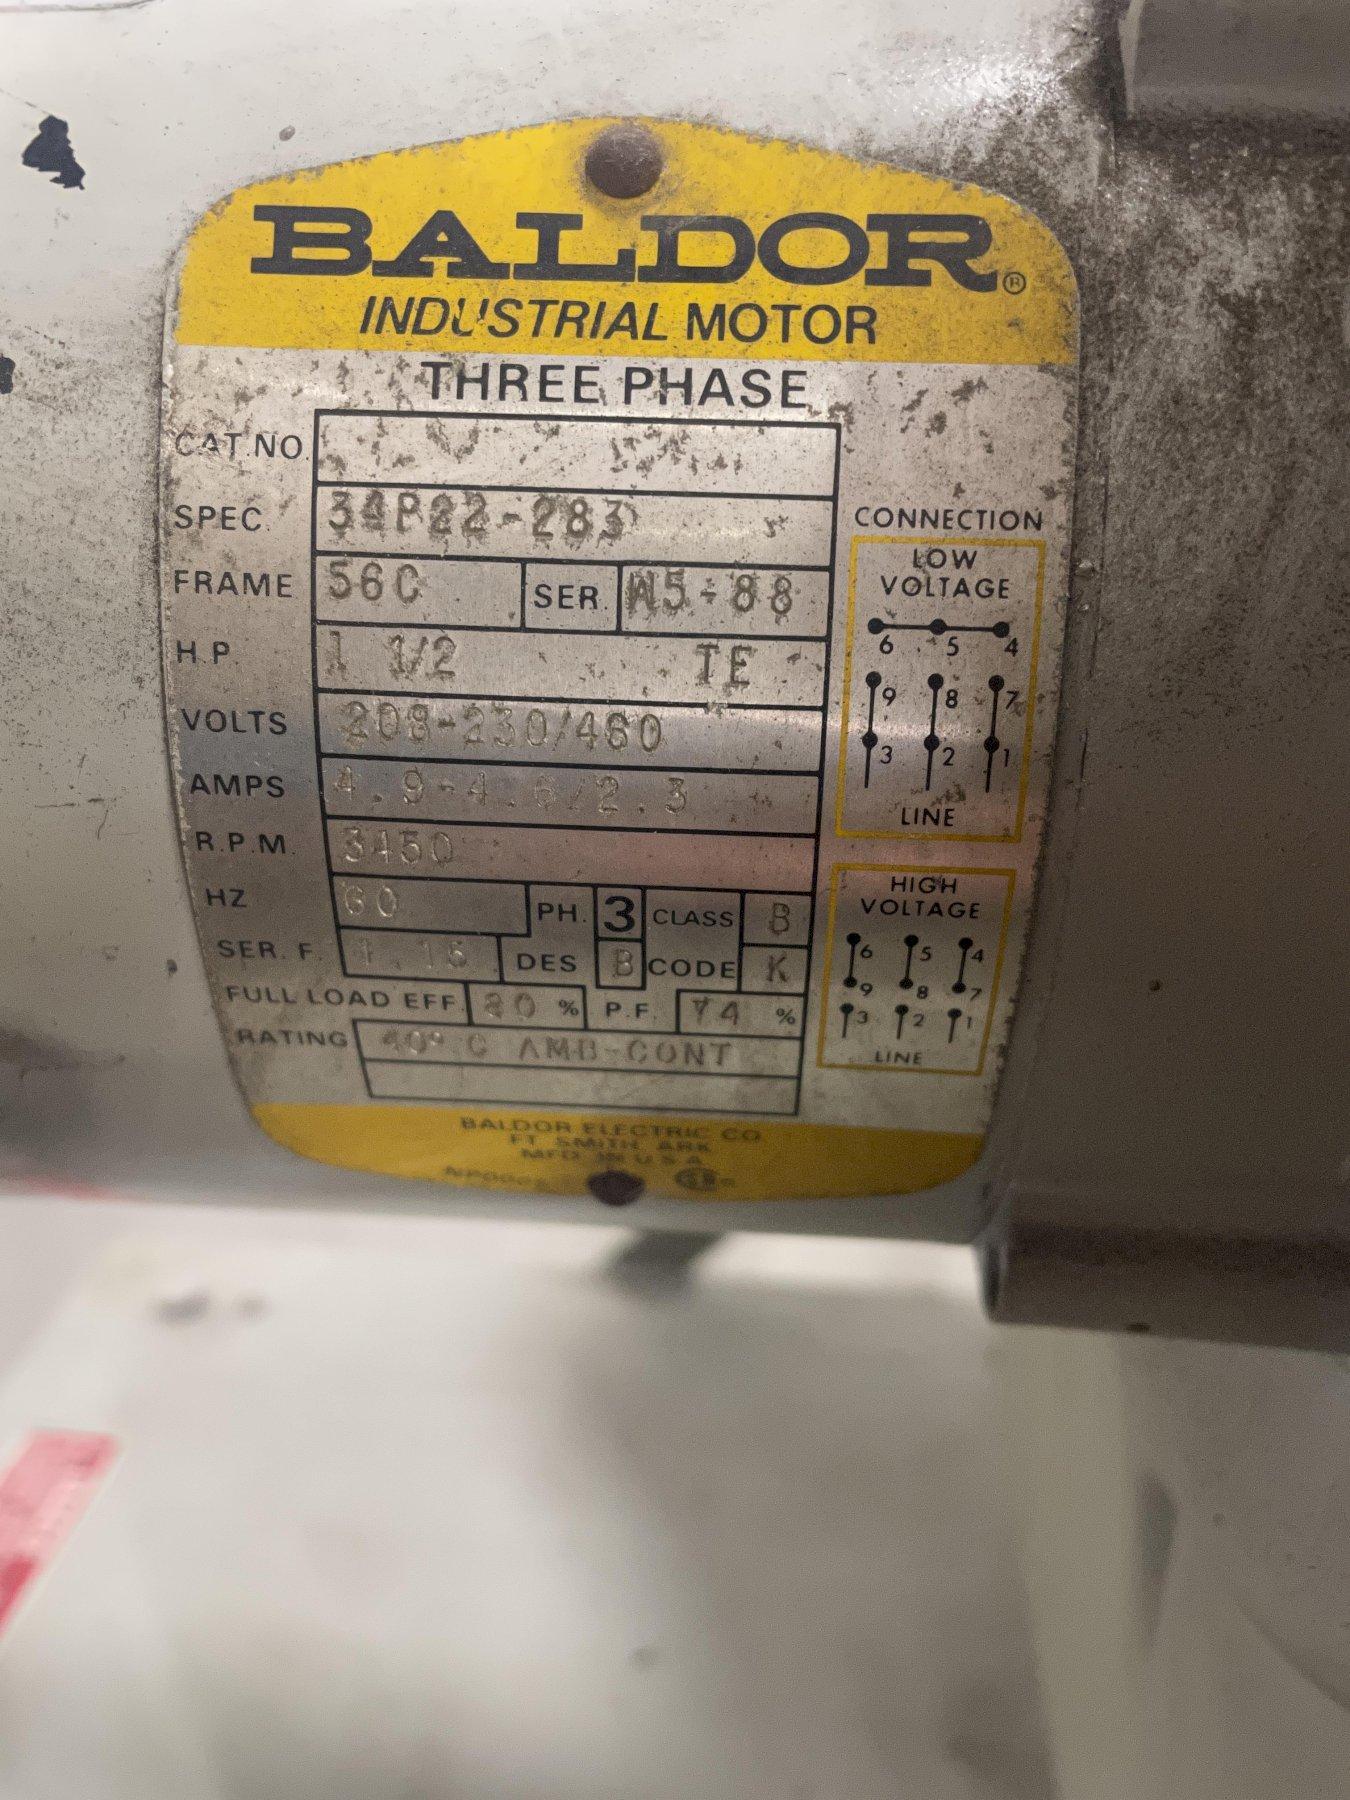 BALDOR®
INDUSTRIAL MOTOR
THREE PHASE
CAT.NO.
SPEC. 34P22-283
FRAME 56C SER. W5-88
H.P. 1 1/2 TE
VOLTS 208-230/460
AMPS 4.9-4.6/2.3
R.P.M. 3450
HZ 60 PH. 3 CLASS B
SER. F. 1.15 DES B CODE K
FULL LOAD EFF. 80 % P.F. 74 %
RATING 40° C AMB-CONT
CONNECTION
LOW
VOLTAGE
6 5 4
9 8 7
3 2 1
LINE
HIGH
VOLTAGE
6 5 4
9 8 7
3 2 1
LINE
BALDOR ELECTRIC CO
FT. SMITH, ARK
MFD. IN U.S.A